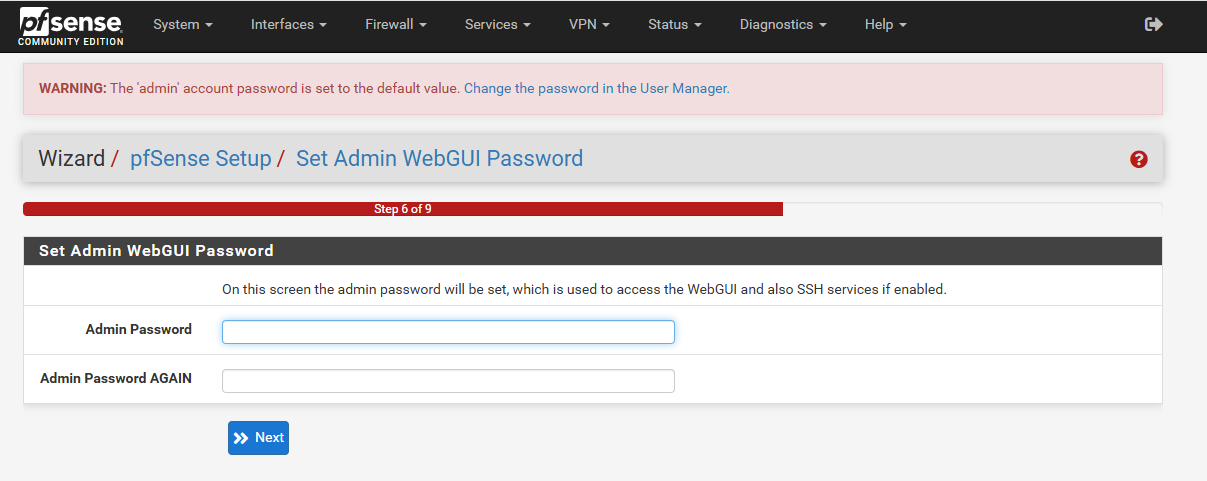 pfsense
COMMUNITY EDITION
System Interfaces Firewall Services VPN Status Diagnostics Help
WARNING: The 'admin' account password is set to the default value. Change the password in the User Manager.
Wizard / pfSense Setup / Set Admin WebGUI Password
Step 6 of 9
Set Admin WebGUI Password
On this screen the admin password will be set, which is used to access the WebGUI and also SSH services if enabled.
Admin Password
Admin Password AGAIN
Next